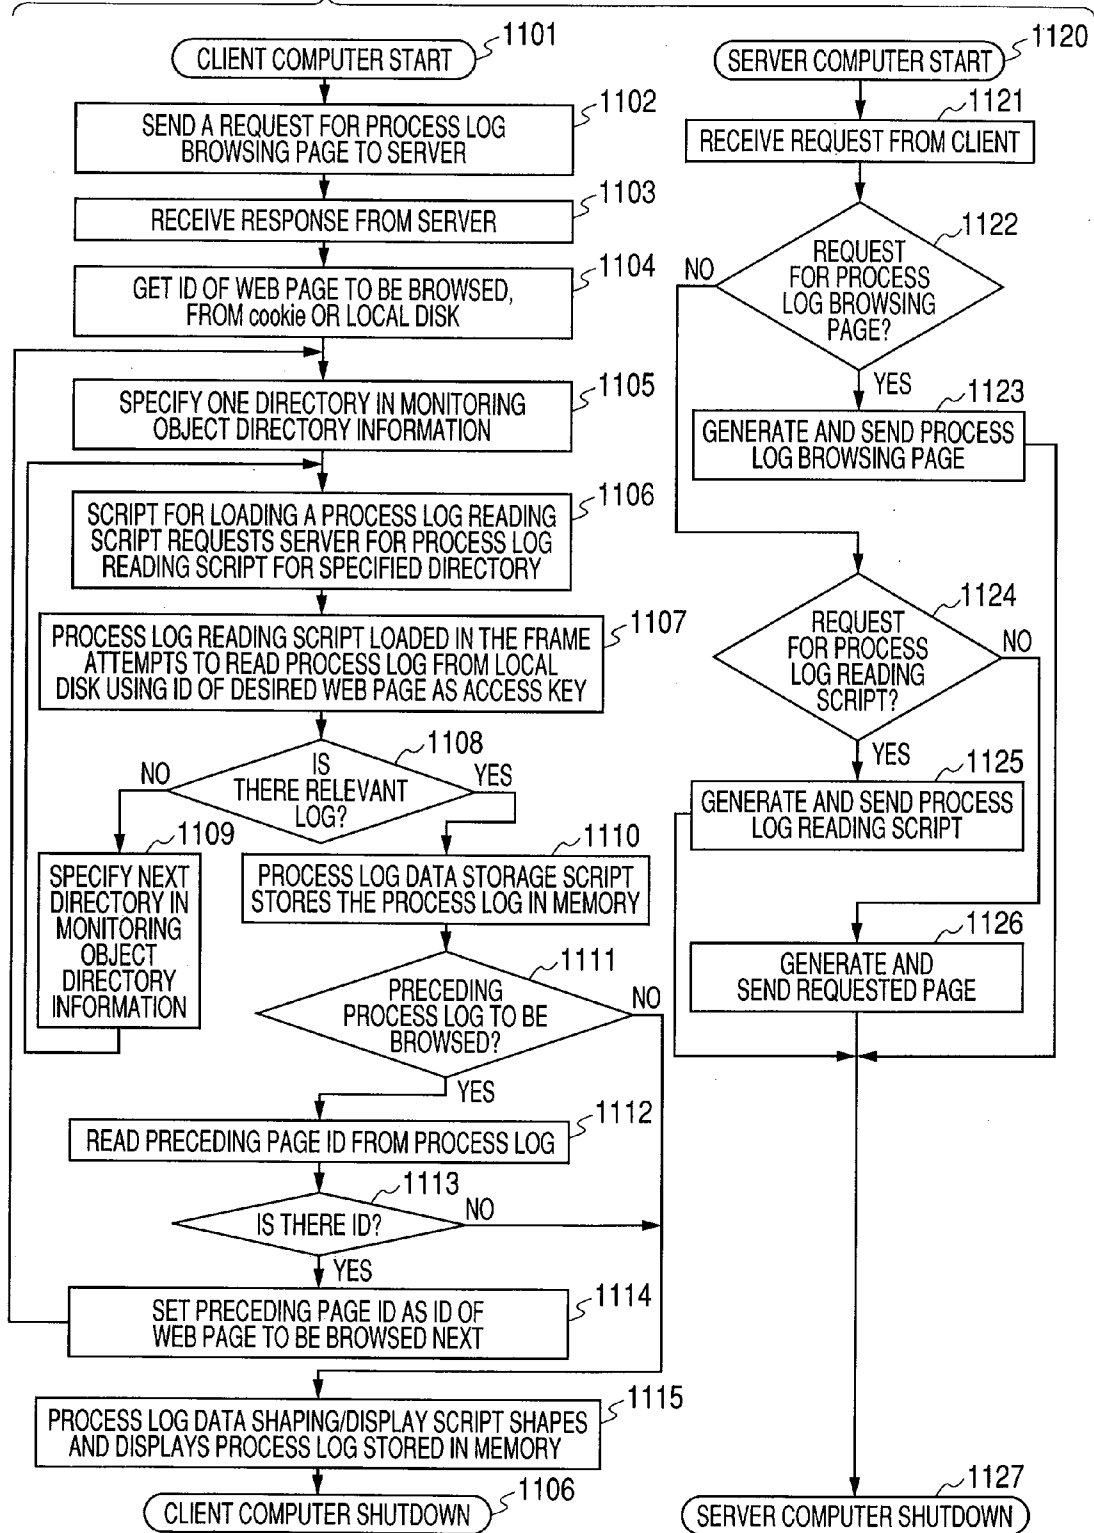 1101
CLIENT COMPUTER START
1102
SEND A REQUEST FOR PROCESS LOG
BROWSING PAGE TO SERVER
1103
RECEIVE RESPONSE FROM SERVER
1104
GET ID OF WEB PAGE TO BE BROWSED,
FROM cookie OR LOCAL DISK
1105
SPECIFY ONE DIRECTORY IN MONITORING
OBJECT DIRECTORY INFORMATION
1106
SCRIPT FOR LOADING A PROCESS LOG READING
SCRIPT REQUESTS SERVER FOR PROCESS LOG
READING SCRIPT FOR SPECIFIED DIRECTORY
1107
PROCESS LOG READING SCRIPT LOADED IN THE FRAME
ATTEMPTS TO READ PROCESS LOG FROM LOCAL
DISK USING ID OF DESIRED WEB PAGE AS ACCESS KEY
1108
IS
THERE RELEVANT
LOG?
NO
YES
1109
SPECIFY NEXT
DIRECTORY IN
MONITORING
OBJECT
DIRECTORY
INFORMATION
1110
PROCESS LOG DATA STORAGE SCRIPT
STORES THE PROCESS LOG IN MEMORY
1111
PRECEDING
PROCESS LOG TO BE
BROWSED?
NO
YES
1112
READ PRECEDING PAGE ID FROM PROCESS LOG
1113
IS THERE ID?
NO
YES
1114
SET PRECEDING PAGE ID AS ID OF
WEB PAGE TO BE BROWSED NEXT
1115
PROCESS LOG DATA SHAPING/DISPLAY SCRIPT SHAPES
AND DISPLAYS PROCESS LOG STORED IN MEMORY
1106
CLIENT COMPUTER SHUTDOWN
1120
SERVER COMPUTER START
1121
RECEIVE REQUEST FROM CLIENT
1122
REQUEST
FOR PROCESS
LOG BROWSING
PAGE?
NO
YES
1123
GENERATE AND SEND PROCESS
LOG BROWSING PAGE
1124
REQUEST
FOR PROCESS
LOG READING
SCRIPT?
NO
YES
1125
GENERATE AND SEND PROCESS
LOG READING SCRIPT
1126
GENERATE AND
SEND REQUESTED PAGE
1127
SERVER COMPUTER SHUTDOWN